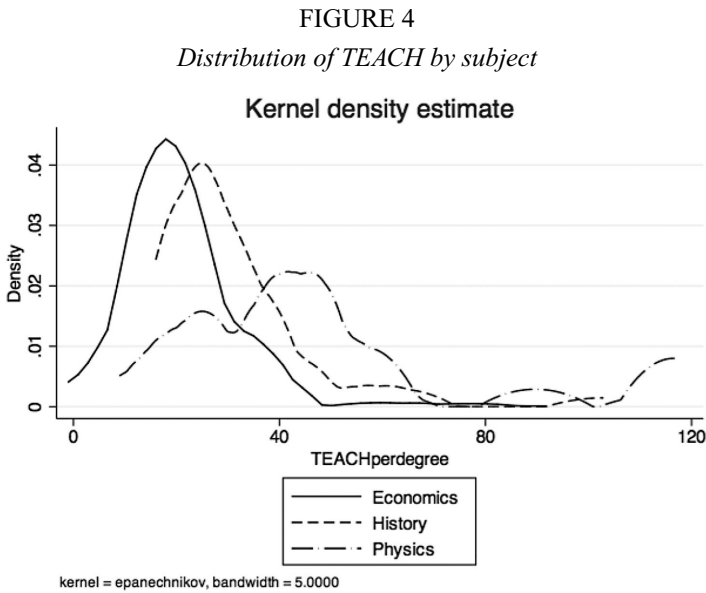 FIGURE 4
Distribution of TEACH by subject
Kernel density estimate
.04
.03
.02
.01
0
Density
0 40 80 120
TEACHperdegree
Economics
History
Physics
kernel = epanechnikov, bandwidth = 5.0000